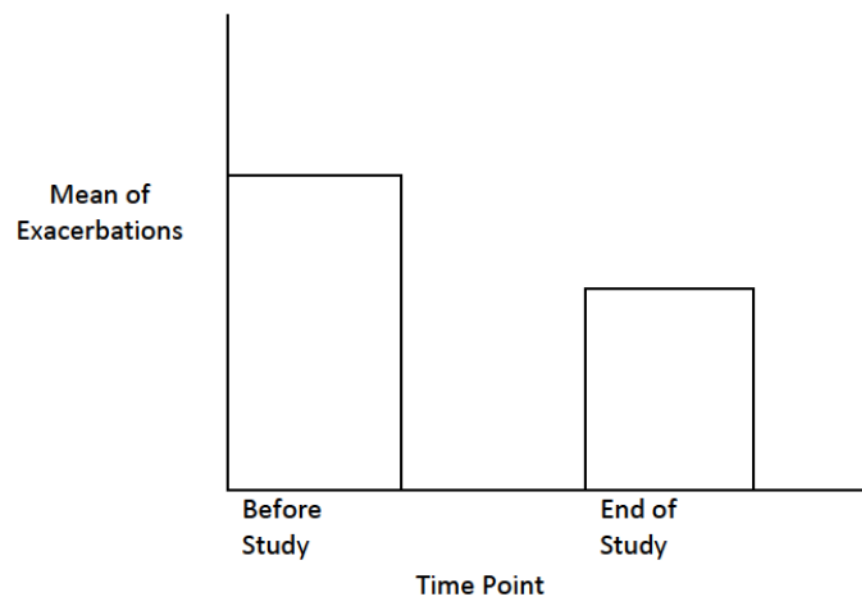 Mean of
Exacerbations
Before
Study
End of
Study
Time Point